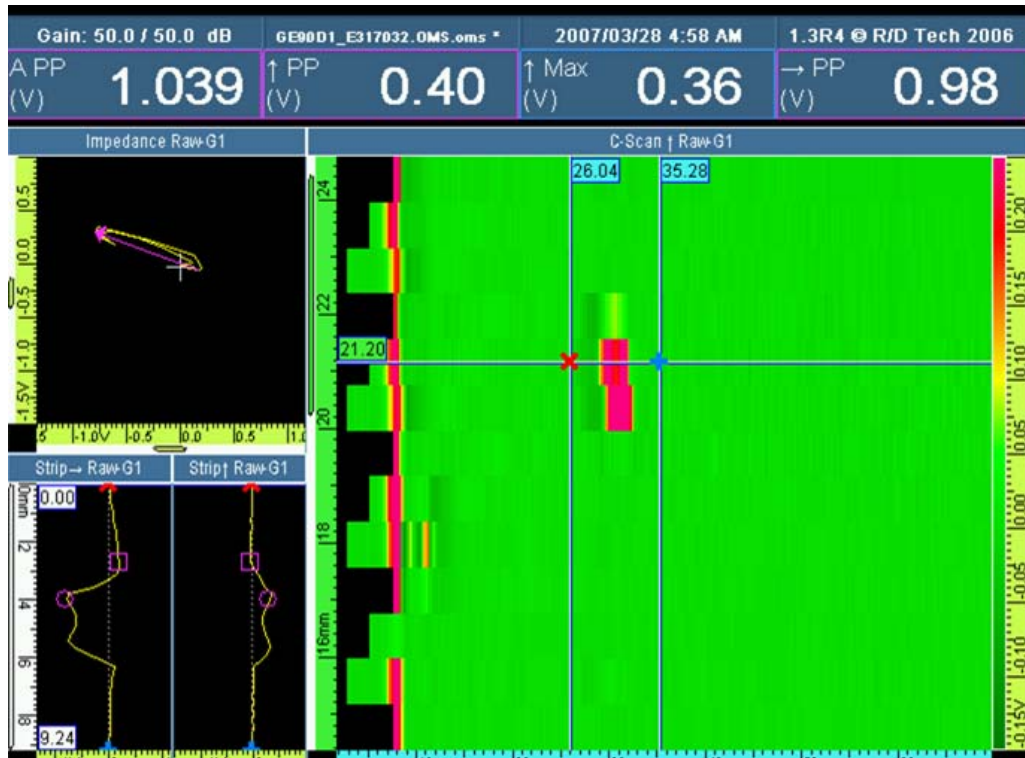 Gain: 50.0 / 50.0 dB
GE90D1_E317032.OMS.oms *
2007/03/28 4:58 AM
1.3R4 @ R/D Tech 2006
A PP
(V)
1.039
↑ PP
(V)
0.40
↑ Max
(V)
0.36
→ PP
(V)
0.98
Impedance Raw-G1
C-Scan ↑ Raw-G1
0.5
0.0
-0.5
-1.0
-1.5V
-1.0V
-0.5
0.0
0.5
Strip→ Raw-G1
Strip↑ Raw-G1
0mm
2
4
6
8
0.00
9.24
24
22
20
18
16mm
26.04
35.28
21.20
0.20
0.15
0.10
0.05
-0.05
-0.10
-0.15V